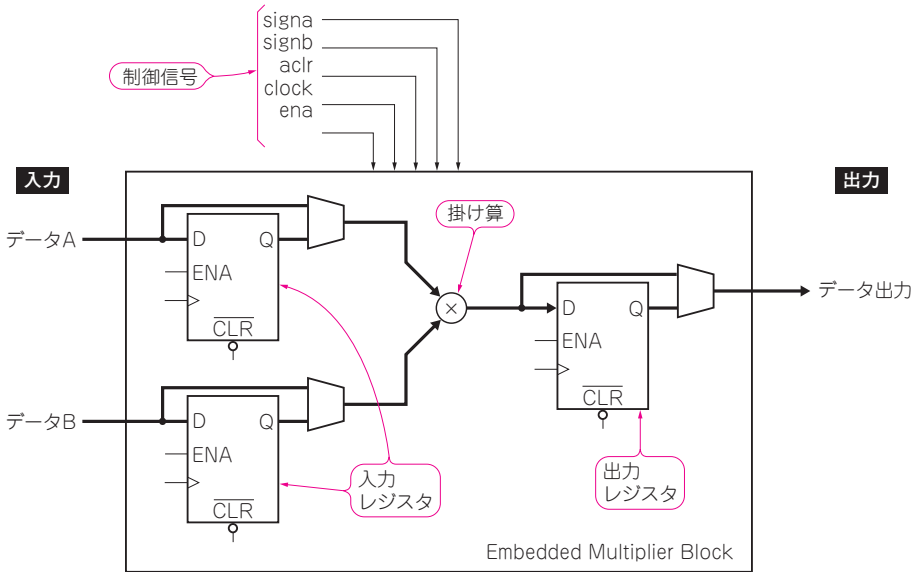 signa
signb
aclr
clock
ena
制御信号
入力
出力
掛け算
データA
D
Q
ENA
CLR
×
データ出力
D
Q
ENA
CLR
データB
D
Q
ENA
CLR
入力
レジスタ
出力
レジスタ
Embedded Multiplier Block